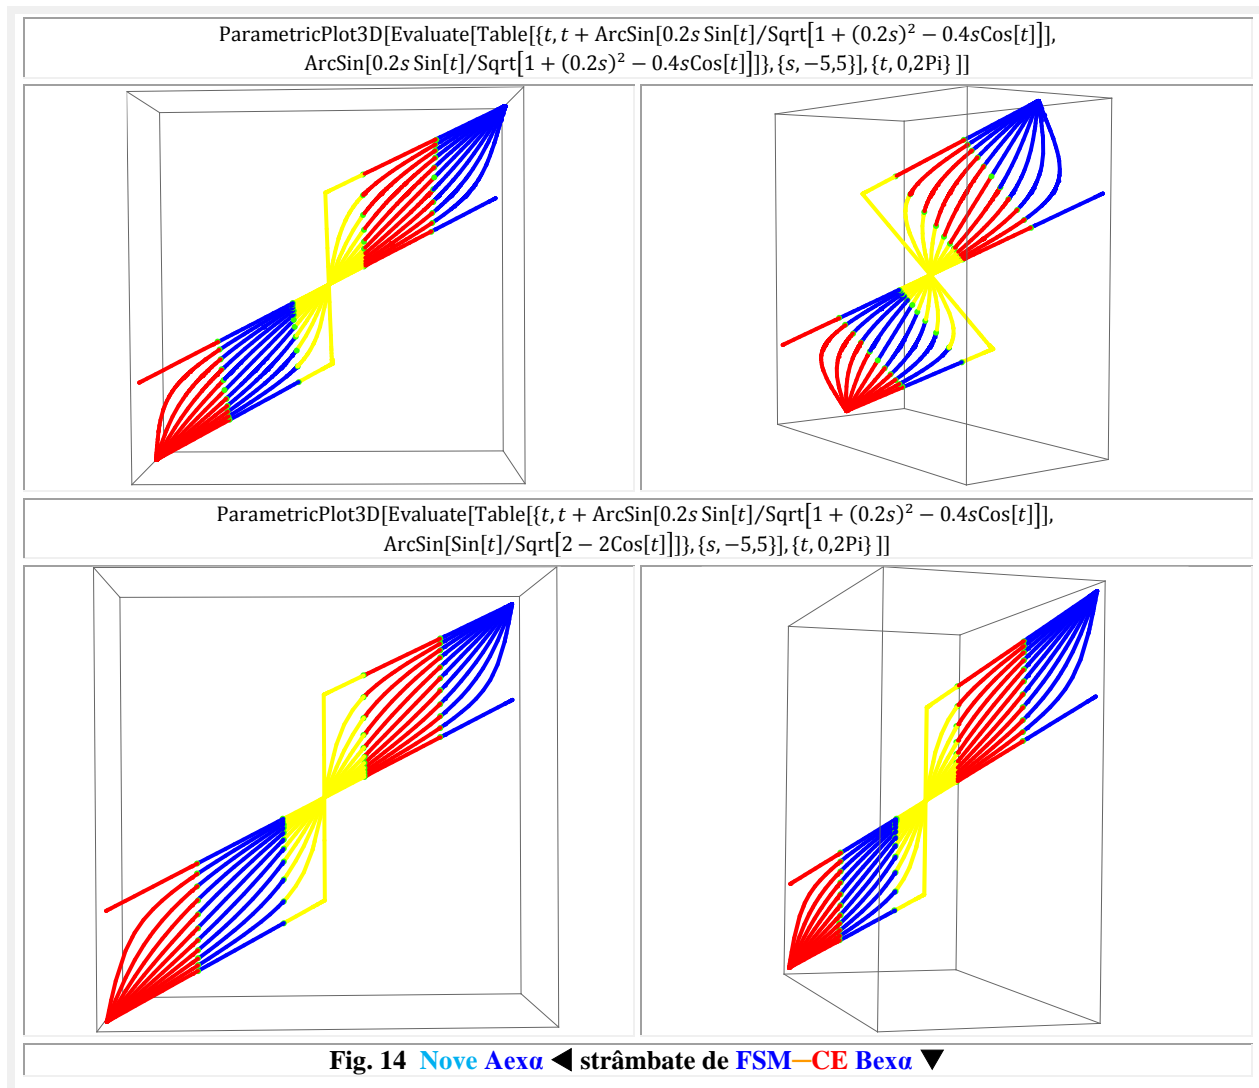 ParametricPlot3D[Evaluate[Table[{t, t + ArcSin[0.2s Sin[t]/Sqrt[1 + (0.2s)² − 0.4sCos[t]]],
ArcSin[0.2s Sin[t]/Sqrt[1 + (0.2s)² − 0.4sCos[t]]]}, {s, −5,5}], {t, 0,2Pi} ]]
ParametricPlot3D[Evaluate[Table[{t, t + ArcSin[0.2s Sin[t]/Sqrt[1 + (0.2s)² − 0.4sCos[t]]],
ArcSin[Sin[t]/Sqrt[2 − 2Cos[t]]]}, {s, −5,5}], {t, 0,2Pi} ]]
Fig. 14 Nove Aexα ◀ strâmbate de FSM—CE Bexα ▼